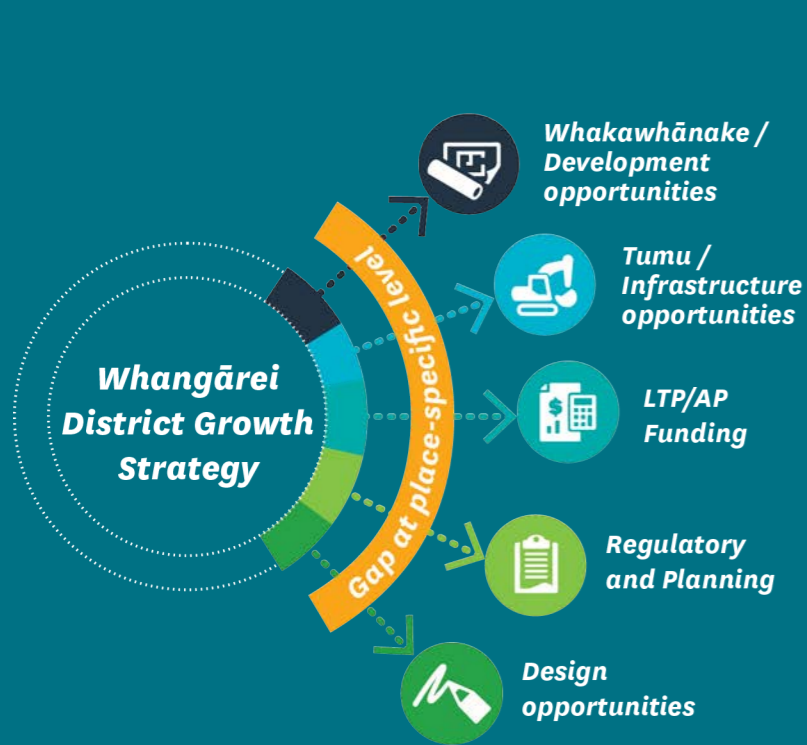 Whangārei
District Growth
Strategy
Gap at place-specific level
Whakawhānake /
Development
opportunities
Tumu /
Infrastructure
opportunities
LTP/AP
Funding
Regulatory
and Planning
Design
opportunities